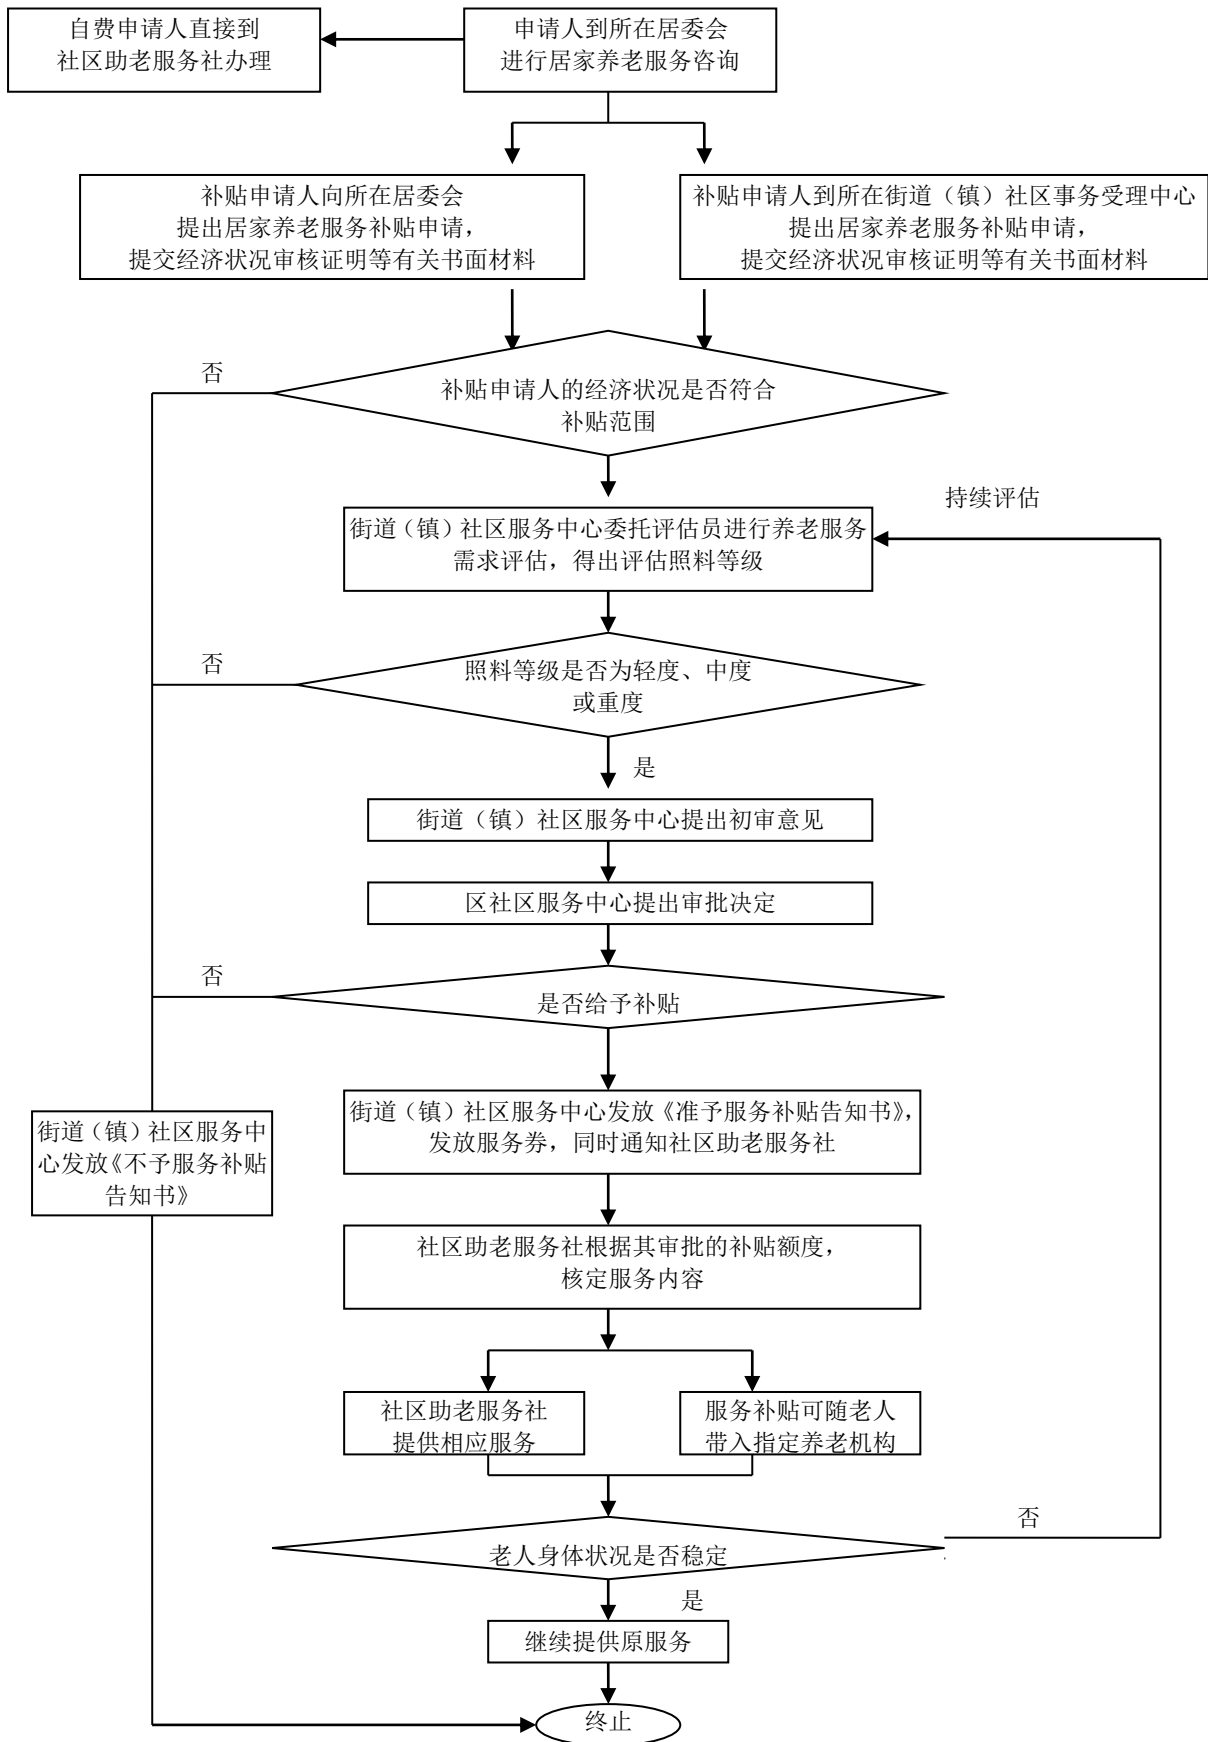 自费申请人直接到
社区助老服务社办理
申请人到所在居委会
进行居家养老服务咨询
补贴申请人向所在居委会
提出居家养老服务补贴申请，
提交经济状况审核证明等有关书面材料
补贴申请人到所在街道（镇）社区事务受理中心
提出居家养老服务补贴申请，
提交经济状况审核证明等有关书面材料
否
补贴申请人的经济状况是否符合
补贴范围
持续评估
街道（镇）社区服务中心委托评估员进行养老服务
需求评估，得出评估照料等级
否
照料等级是否为轻度、中度
或重度
是
街道（镇）社区服务中心提出初审意见
区社区服务中心提出审批决定
否
是否给予补贴
街道（镇）社区服务中心发放《准予服务补贴告知书》，
发放服务券，同时通知社区助老服务社
街道（镇）社区服务中
心发放《不予服务补贴
告知书》
社区助老服务社根据其审批的补贴额度，
核定服务内容
社区助老服务社
提供相应服务
服务补贴可随老人
带入指定养老机构
否
老人身体状况是否稳定
是
继续提供原服务
终止